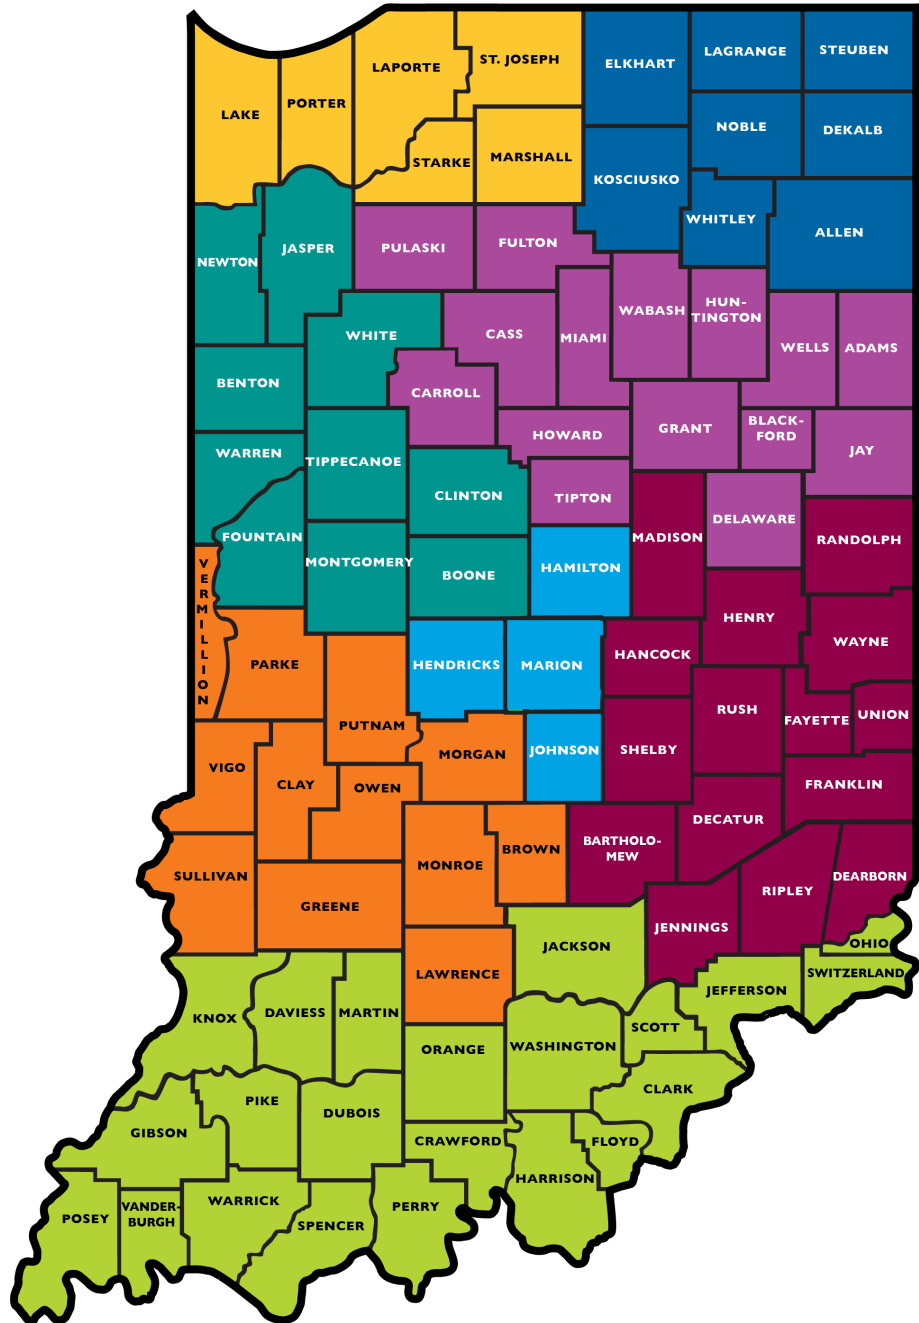 LAKE
PORTER
LAPORTE
ST. JOSEPH
ELKHART
LAGRANGE
STEUBEN
NOBLE
DEKALB
STARKE
MARSHALL
KOSCIUSKO
WHITLEY
ALLEN
NEWTON
JASPER
PULASKI
FULTON
WHITE
CASS
MIAMI
WABASH
HUN-
TINGTON
WELLS
ADAMS
BENTON
CARROLL
HOWARD
GRANT
BLACK-
FORD
JAY
WARREN
TIPPECANOE
CLINTON
TIPTON
FOUNTAIN
MONTGOMERY
BOONE
HAMILTON
MADISON
DELAWARE
RANDOLPH
VERMILLION
PARKE
PUTNAM
HENDRICKS
MARION
HANCOCK
HENRY
WAYNE
RUSH
FAYETTE
UNION
VIGO
CLAY
OWEN
MORGAN
JOHNSON
SHELBY
FRANKLIN
DECATUR
SULLIVAN
GREENE
MONROE
BROWN
BARTHOLO-
MEW
JENNINGS
RIPLEY
DEARBORN
OHIO
SWITZERLAND
JEFFERSON
JACKSON
LAWRENCE
KNOX
DAVIESS
MARTIN
ORANGE
WASHINGTON
SCOTT
CLARK
GIBSON
PIKE
DUBOIS
CRAWFORD
HARRISON
FLOYD
POSEY
VANDER-
BURGH
WARRICK
SPENCER
PERRY